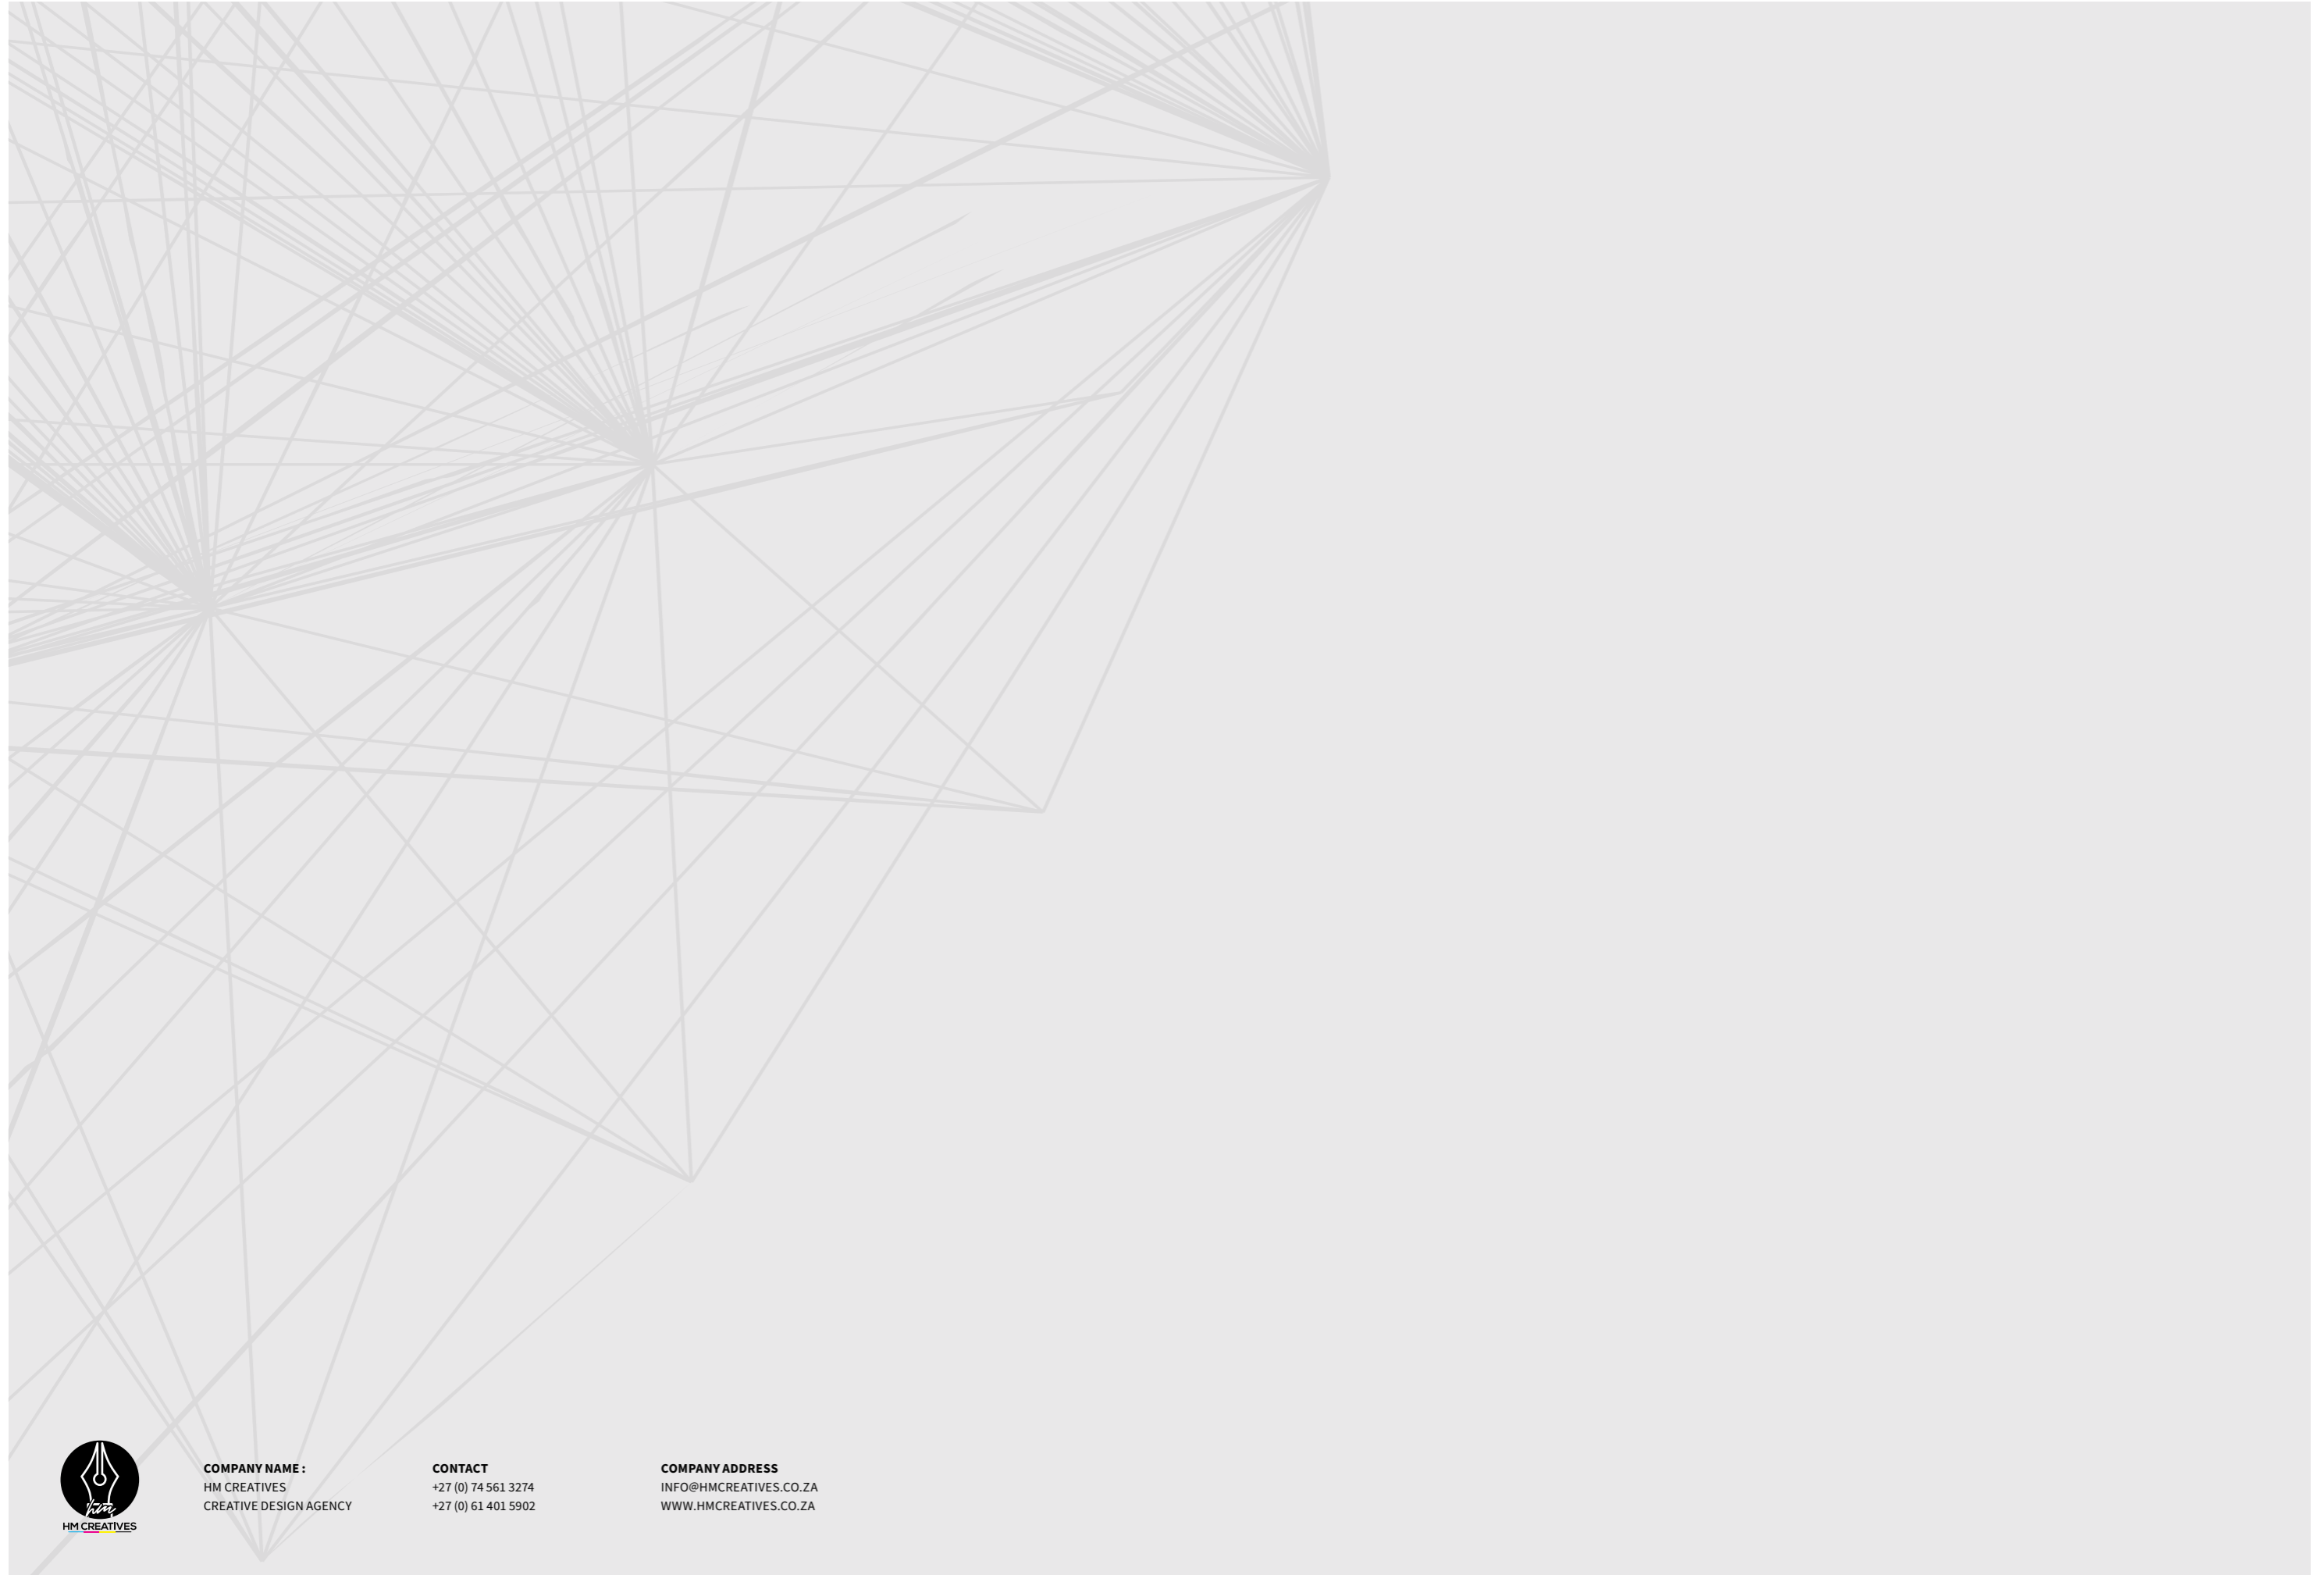 hm
HM CREATIVES
COMPANY NAME :
HM CREATIVES
CREATIVE DESIGN AGENCY
CONTACT
+27 (0) 74 561 3274
+27 (0) 61 401 5902
COMPANY ADDRESS
INFO@HMCREATIVES.CO.ZA
WWW.HMCREATIVES.CO.ZA